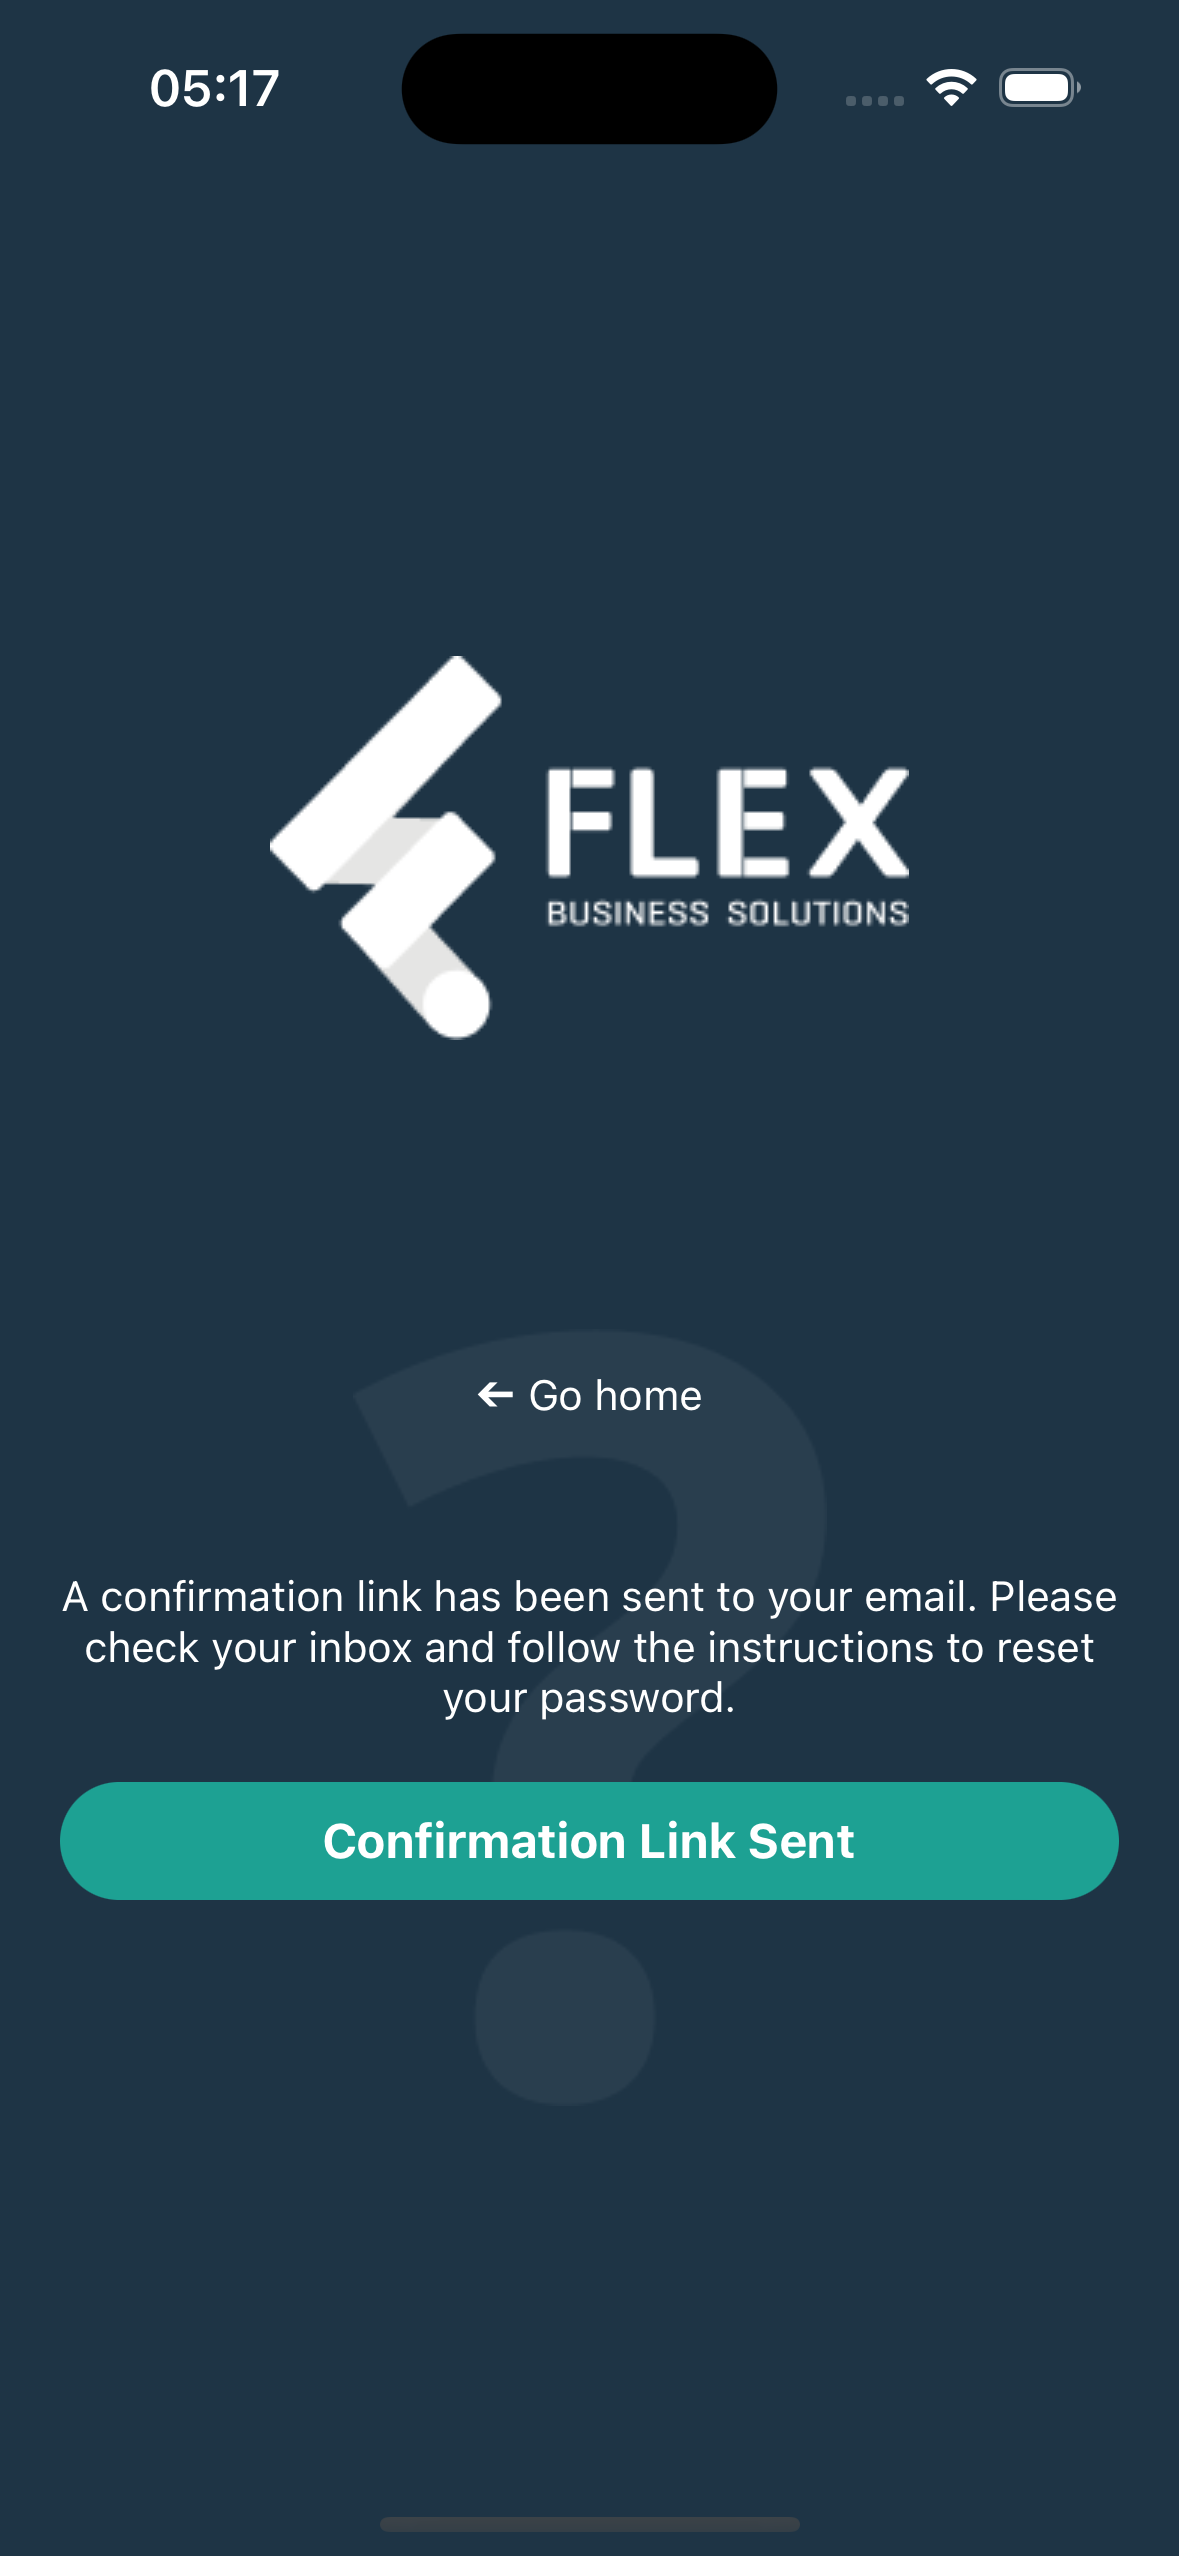 05:17
FLEX
BUSINESS SOLUTIONS
← Go home
A confirmation link has been sent to your email. Please
check your inbox and follow the instructions to reset
your password.
Confirmation Link Sent
?